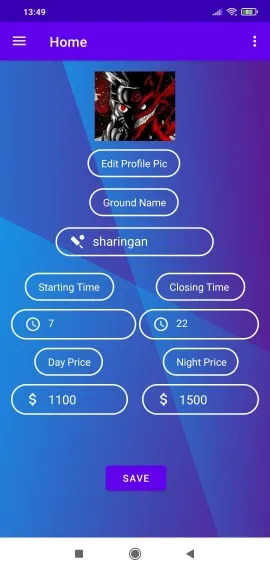 13:49
Home
Edit Profile Pic
Ground Name
sharingan
Starting Time
Closing Time
7
22
Day Price
Night Price
$ 1100
$ 1500
SAVE